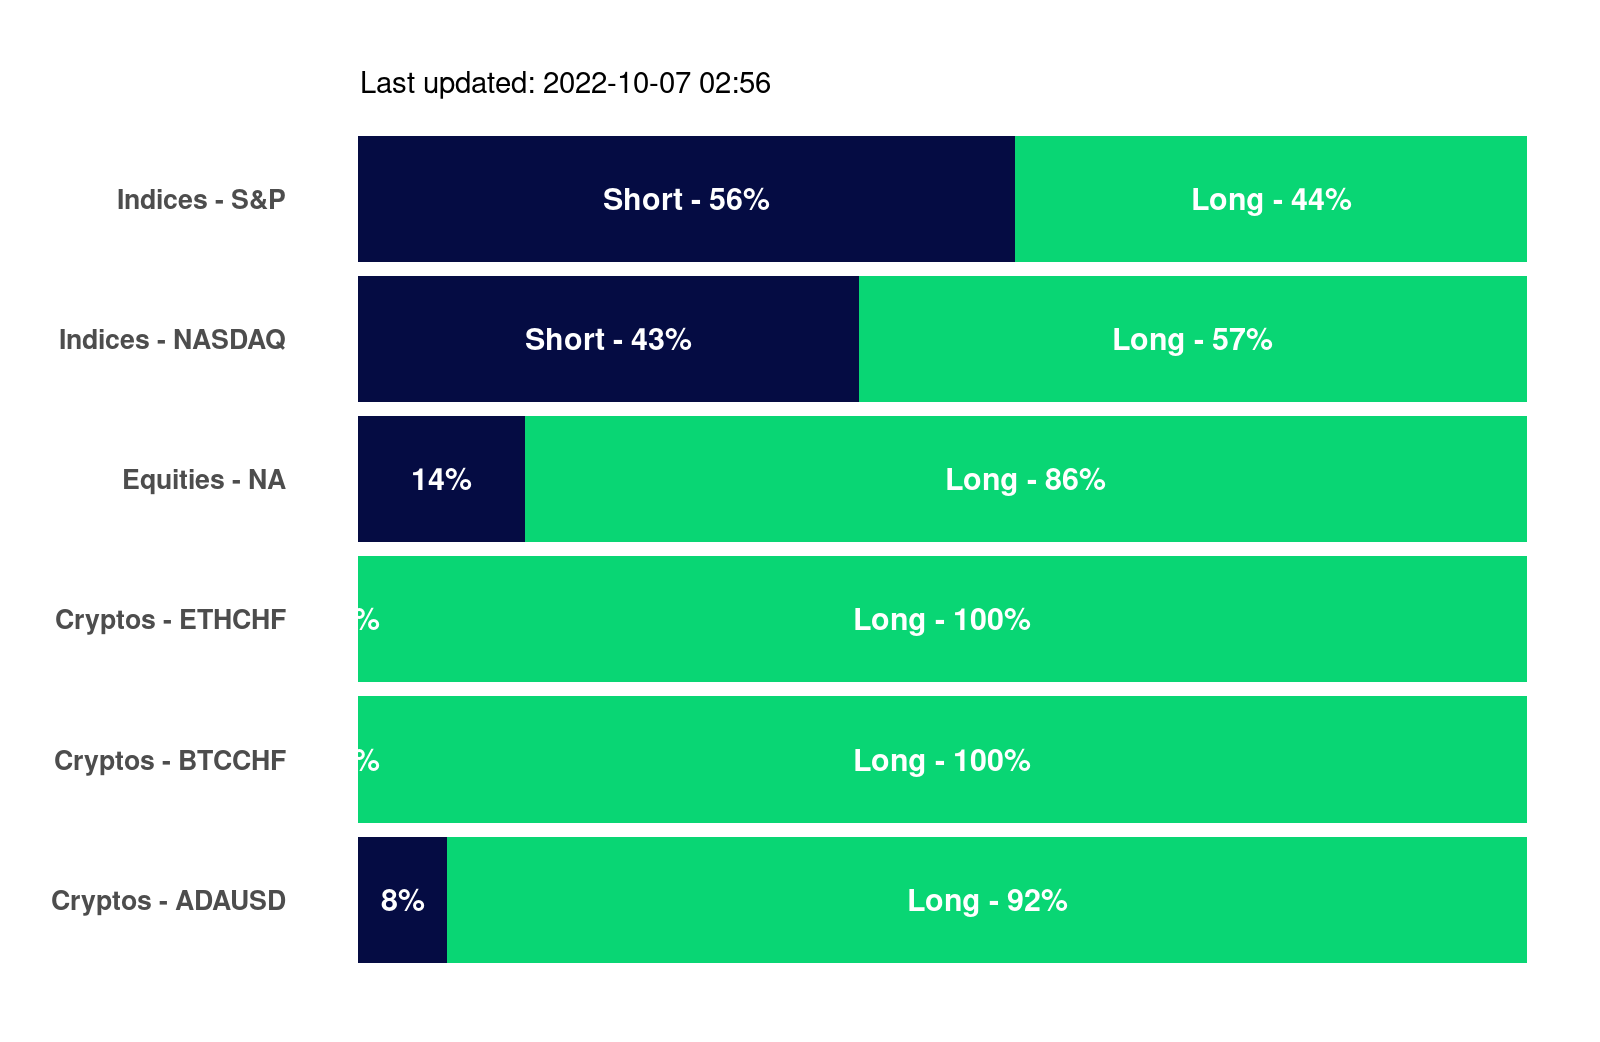 Last updated: 2022-10-07 02:56
Indices - S&P Short - 56% Long - 44%
Indices - NASDAQ Short - 43% Long - 57%
Equities - NA 14% Long - 86%
Cryptos - ETHCHF % Long - 100%
Cryptos - BTCCHF % Long - 100%
Cryptos - ADAUSD 8% Long - 92%